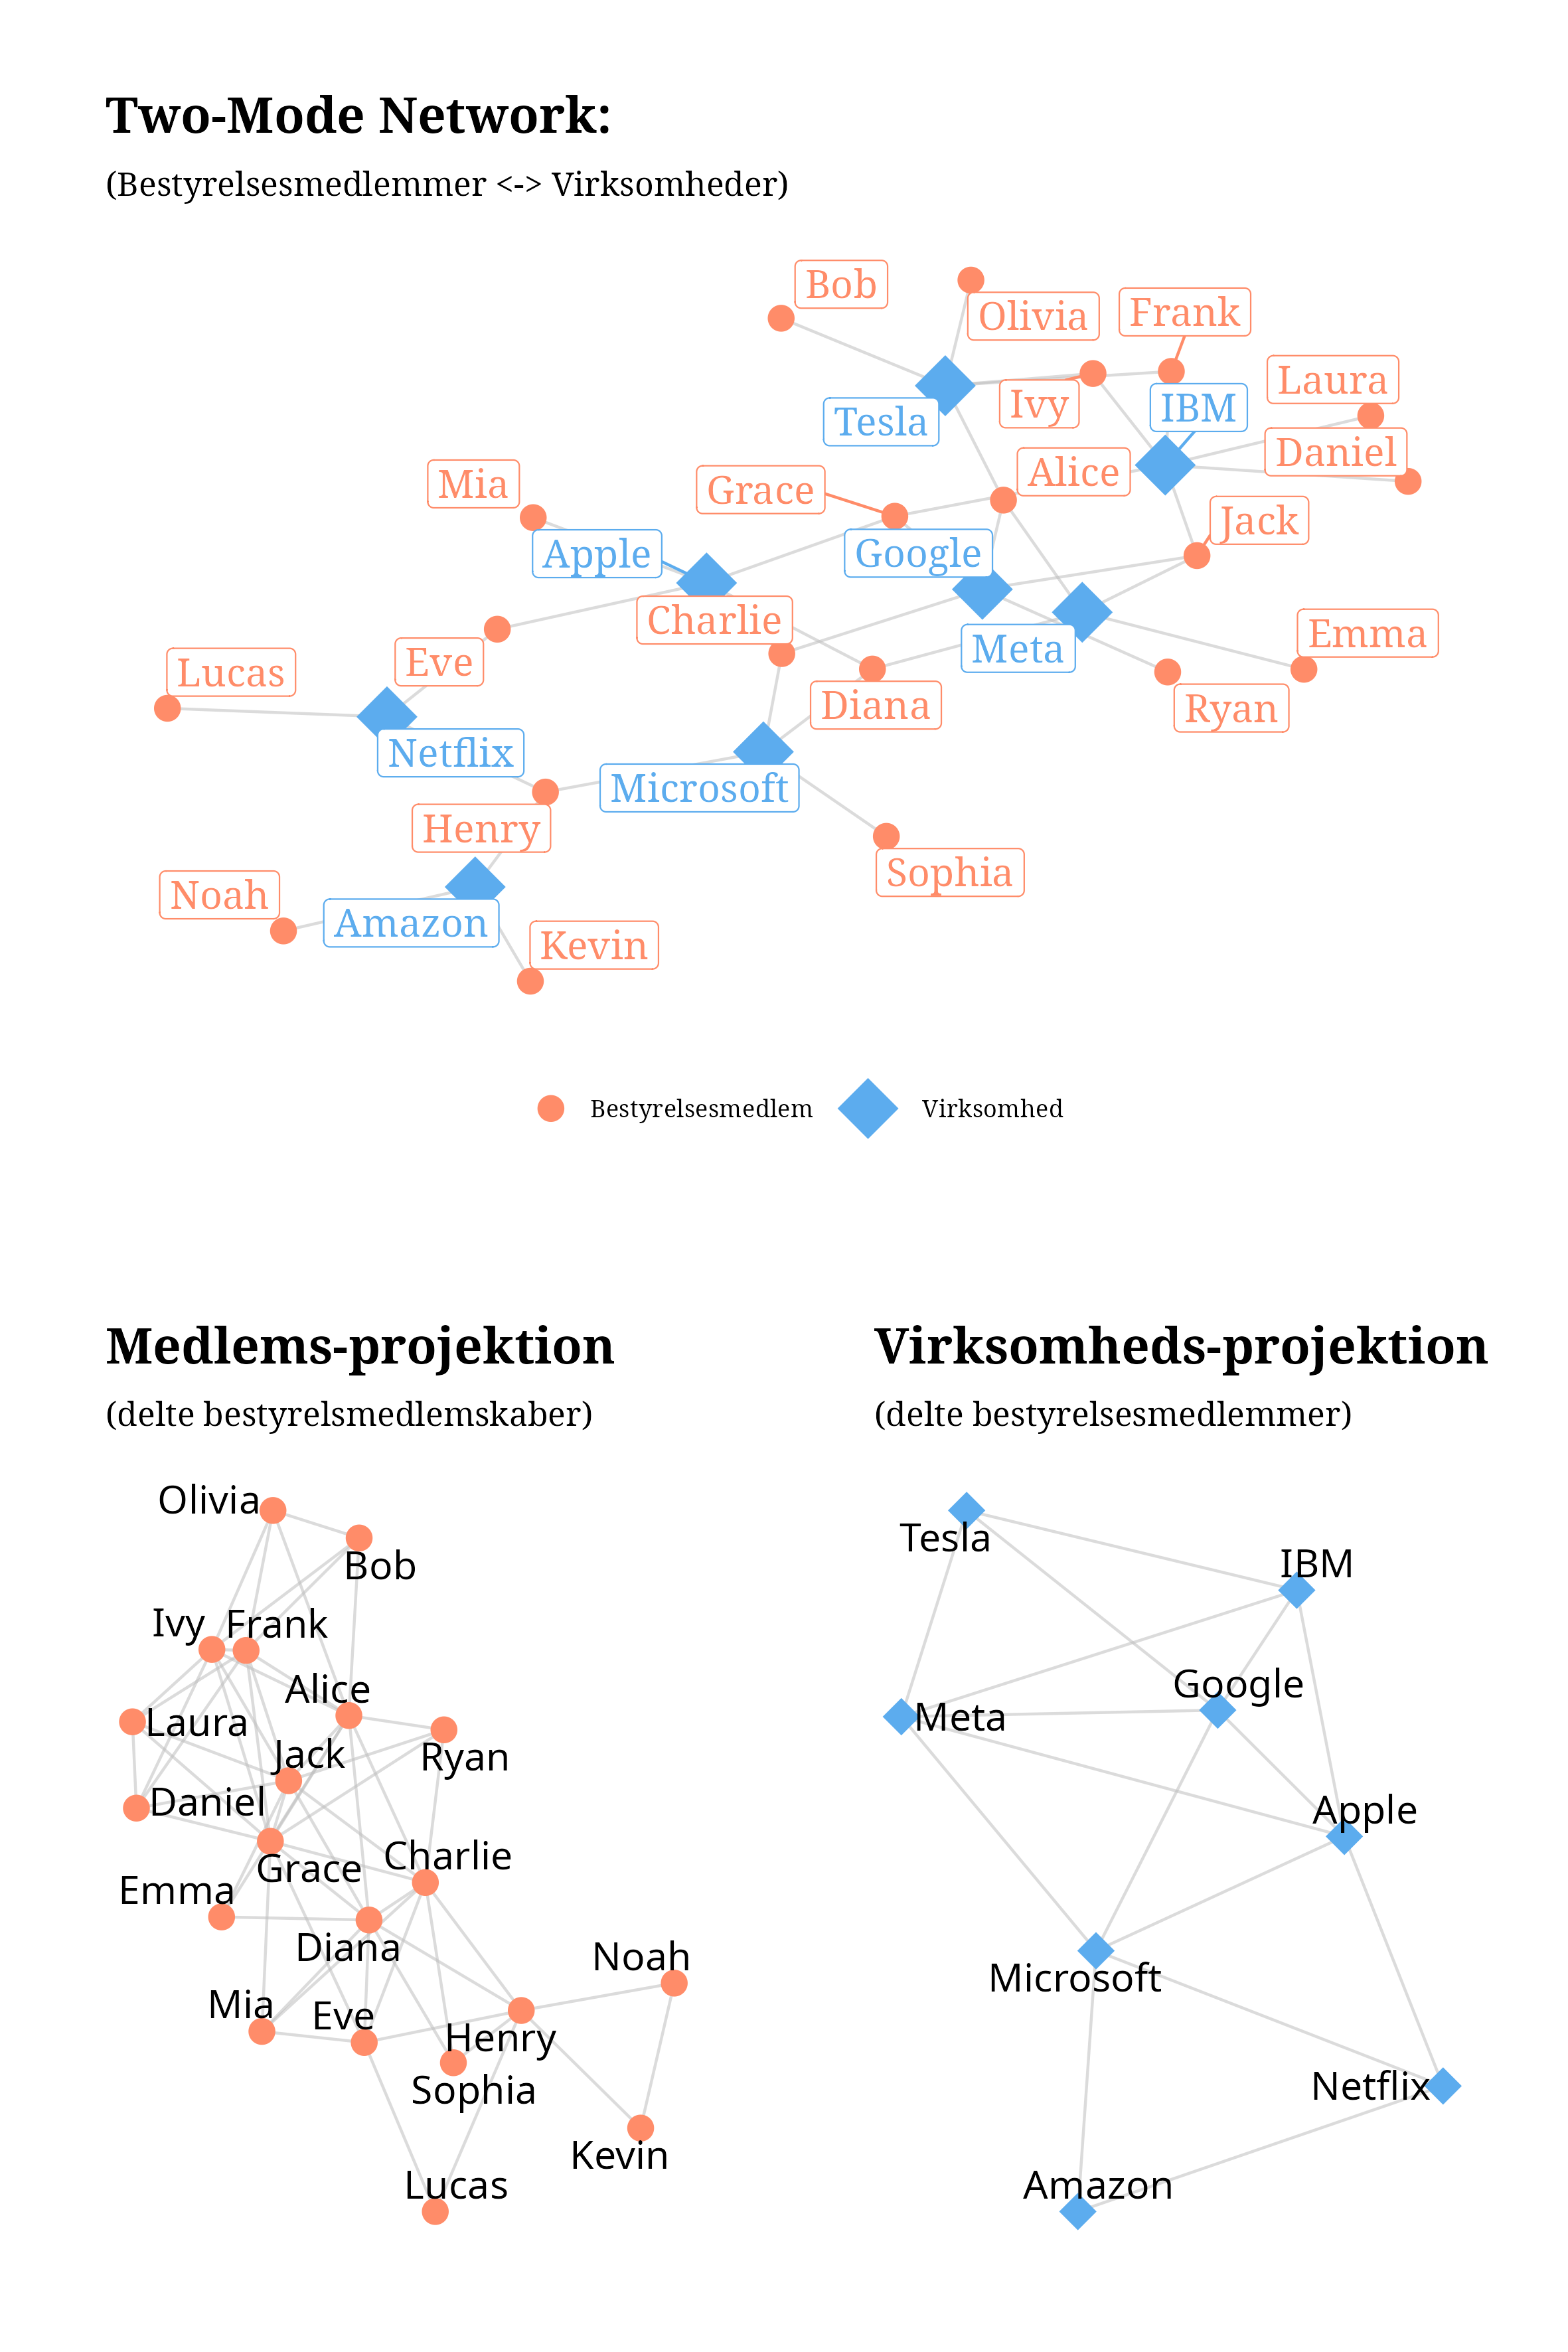 Two-Mode Network:
(Bestyrelsesmedlemmer <-> Virksomheder)
Bob
Olivia
Frank
Laura
Ivy
IBM
Tesla
Daniel
Alice
Mia
Grace
Jack
Apple
Google
Charlie
Emma
Meta
Eve
Lucas
Diana
Ryan
Netflix
Microsoft
Henry
Sophia
Noah
Amazon
Kevin
Bestyrelsesmedlem
Virksomhed
Medlems-projektion
(delte bestyrelsmedlemskaber)
Olivia
Bob
Ivy
Frank
Alice
Laura
Jack
Ryan
Daniel
Charlie
Grace
Emma
Diana
Noah
Mia
Eve
Henry
Sophia
Kevin
Lucas
Virksomheds-projektion
(delte bestyrelsesmedlemmer)
Tesla
IBM
Google
Meta
Apple
Microsoft
Netflix
Amazon